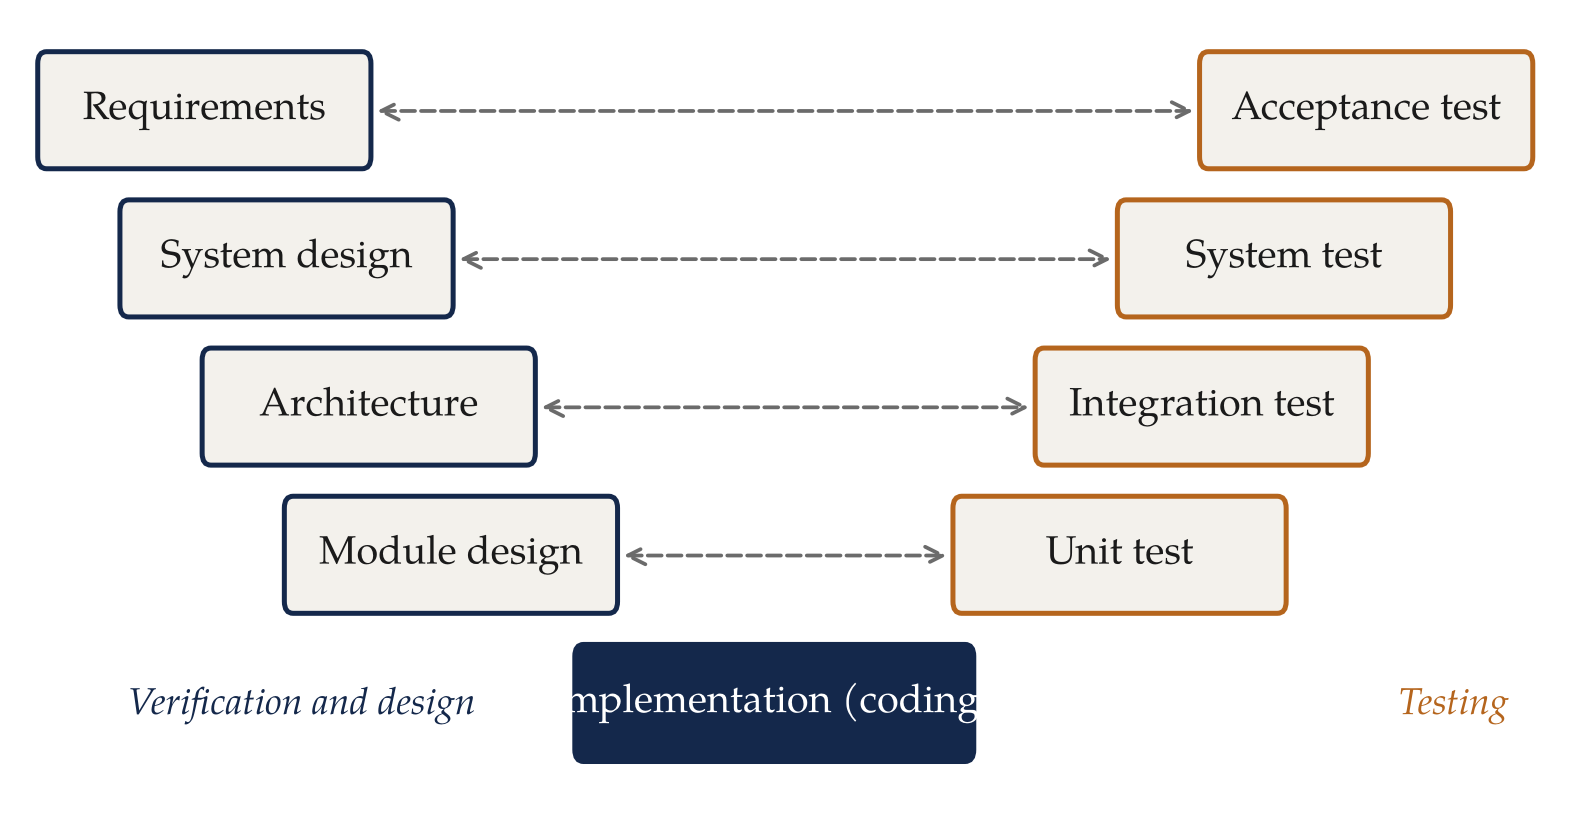 Requirements
Acceptance test
System design
System test
Architecture
Integration test
Module design
Unit test
mplementation (coding
Verification and design
Testing